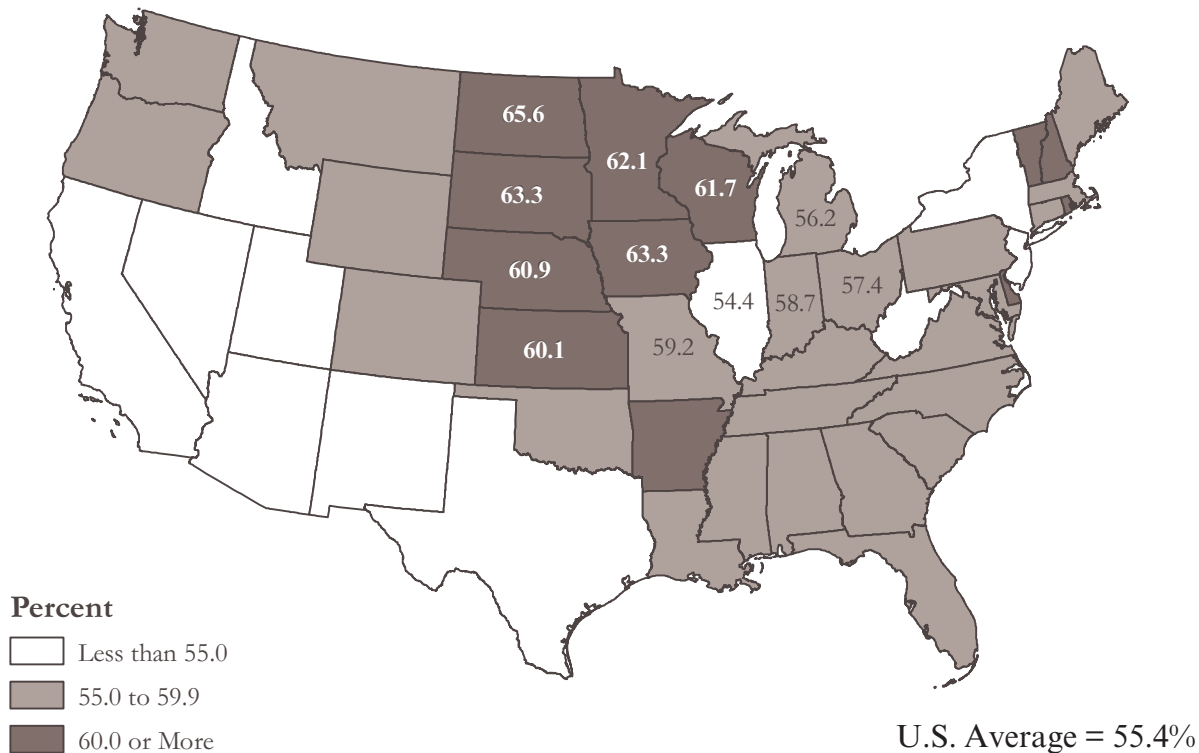 65.6
62.1
61.7
63.3
56.2
60.9
63.3
57.4
54.4
58.7
60.1
59.2
Percent
Less than 55.0
55.0 to 59.9
60.0 or More
U.S. Average = 55.4%